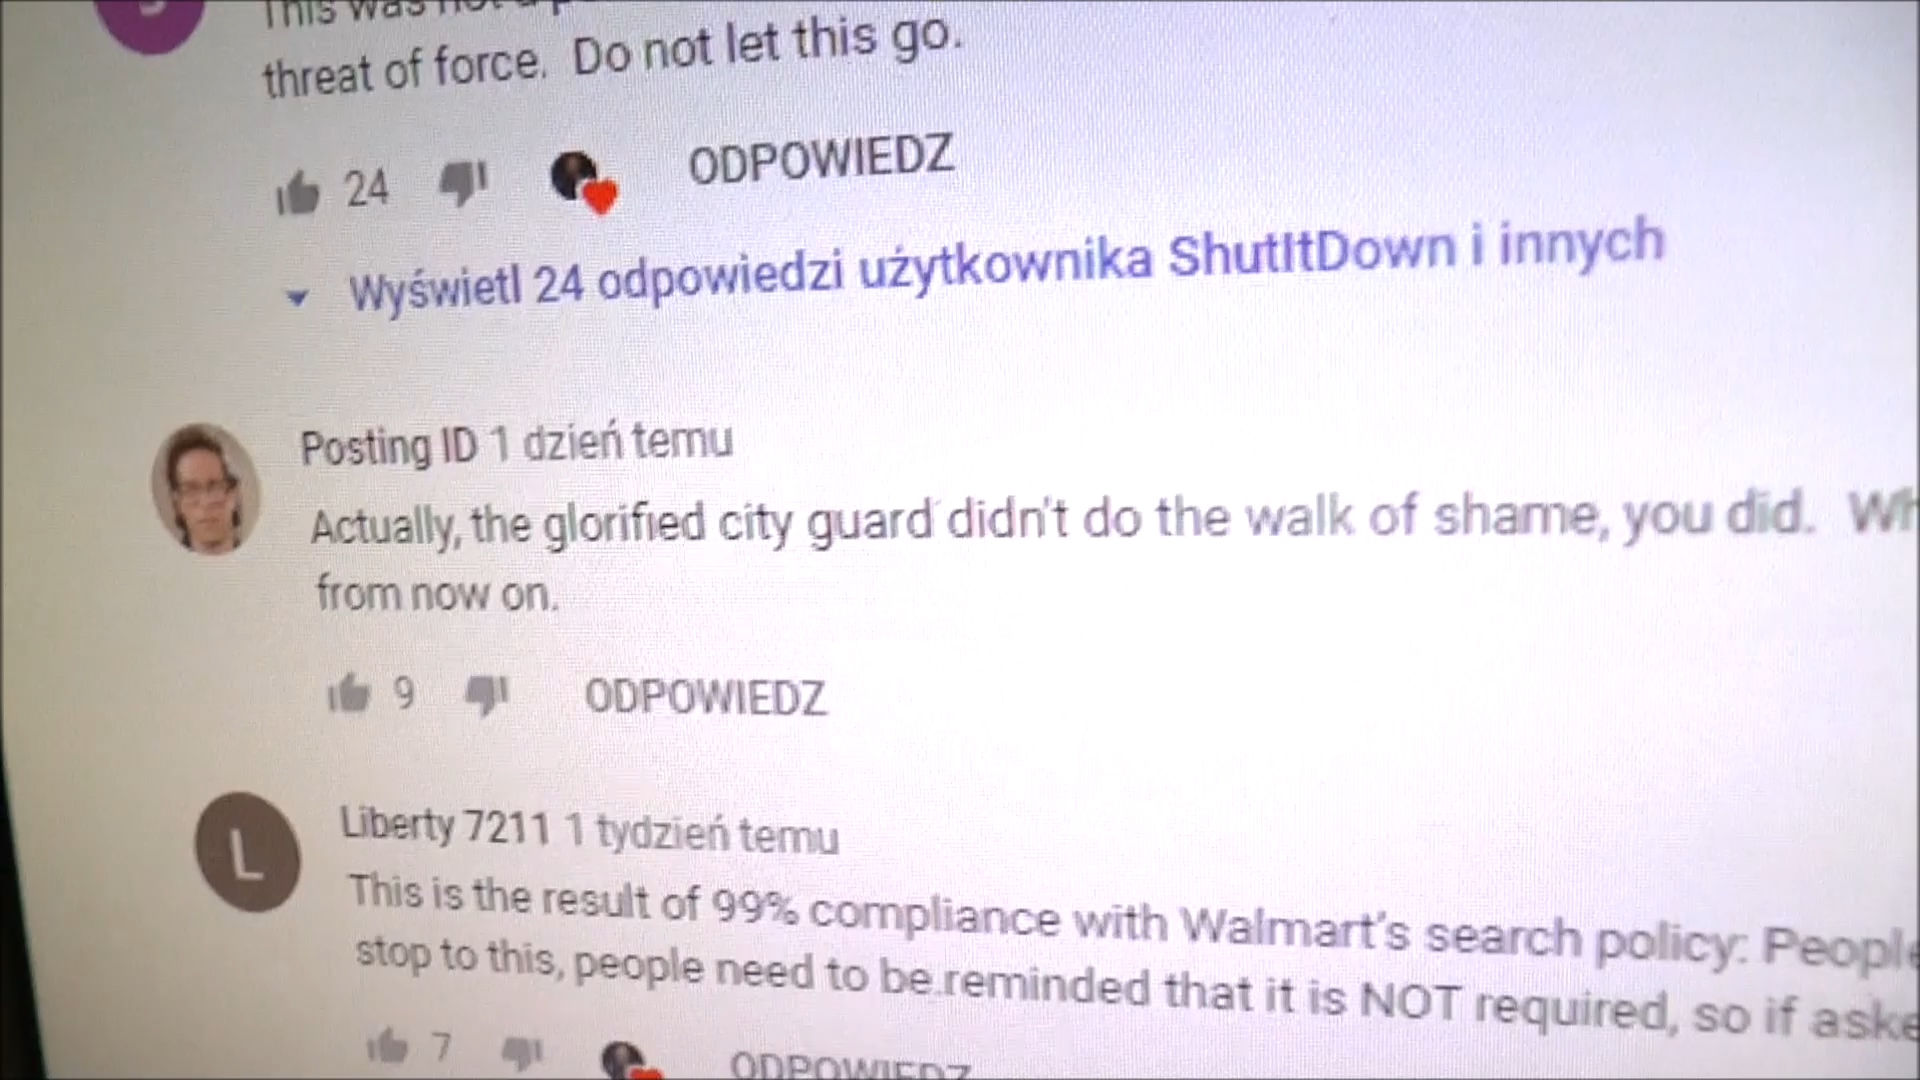 This was not a
threat of force. Do not let this go.
24 ODPOWIEDZ
Wyświetl 24 odpowiedzi użytkownika ShutItDown i innych
Posting ID 1 dzień temu
Actually, the glorified city guard didn't do the walk of shame, you did.
from now on.
9 ODPOWIEDZ
L
Liberty 7211 1 tydzień temu
This is the result of 99% compliance with Walmart's search policy. People
stop to this, people need to be reminded that it is NOT required, so if
7 ODPOWIEDZ